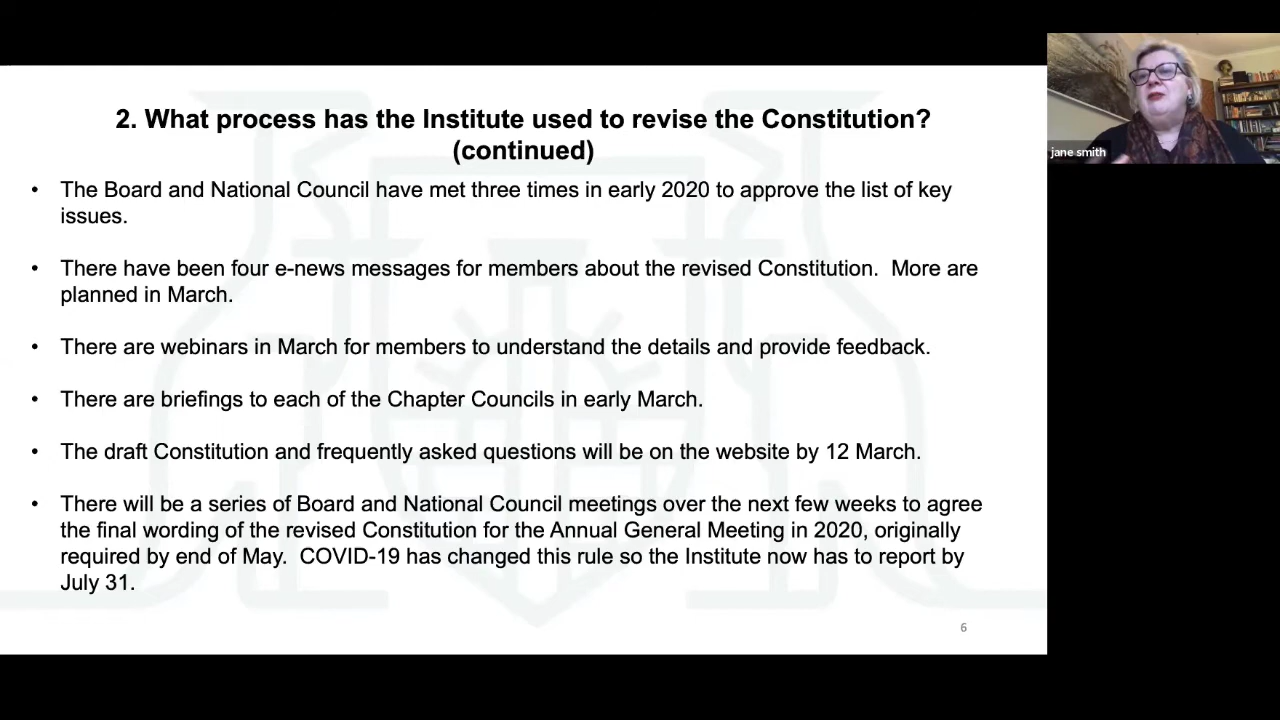 2. What process has the Institute used to revise the Constitution?
(continued)
• The Board and National Council have met three times in early 2020 to approve the list of key
issues.
• There have been four e-news messages for members about the revised Constitution.  More are
planned in March.
• There are webinars in March for members to understand the details and provide feedback.
• There are briefings to each of the Chapter Councils in early March.
• The draft Constitution and frequently asked questions will be on the website by 12 March.
• There will be a series of Board and National Council meetings over the next few weeks to agree
the final wording of the revised Constitution for the Annual General Meeting in 2020, originally
required by end of May.  COVID-19 has changed this rule so the Institute now has to report by
July 31.
6
jane smith